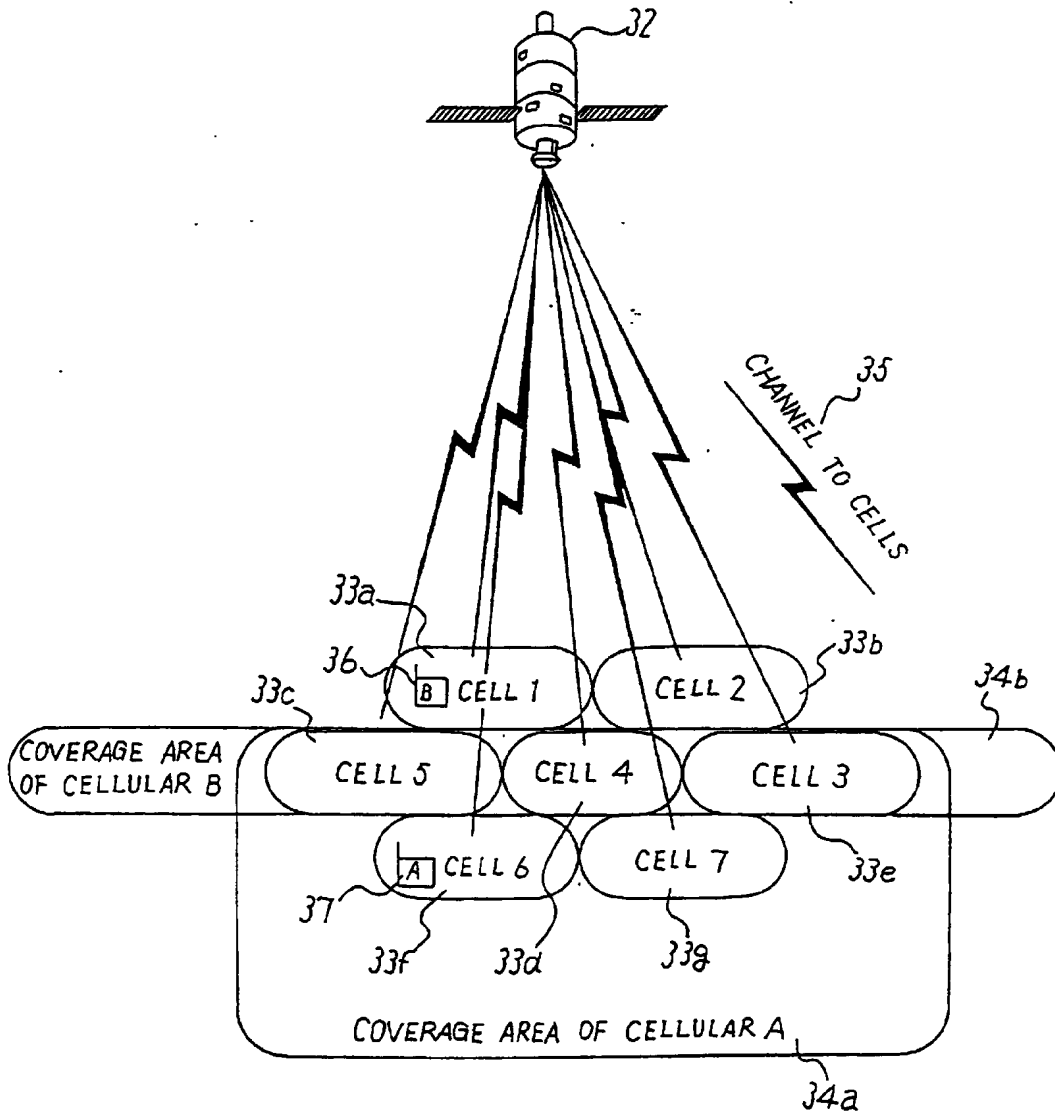 32
35
CHANNEL TO CELLS
33a
36
33b
33c
B CELL 1
CELL 2
34b
COVERAGE AREA
OF CELLULAR B
CELL 5
CELL 4
CELL 3
A CELL 6
CELL 7
33e
37
33f
33d
33g
COVERAGE AREA OF CELLULAR A
34a